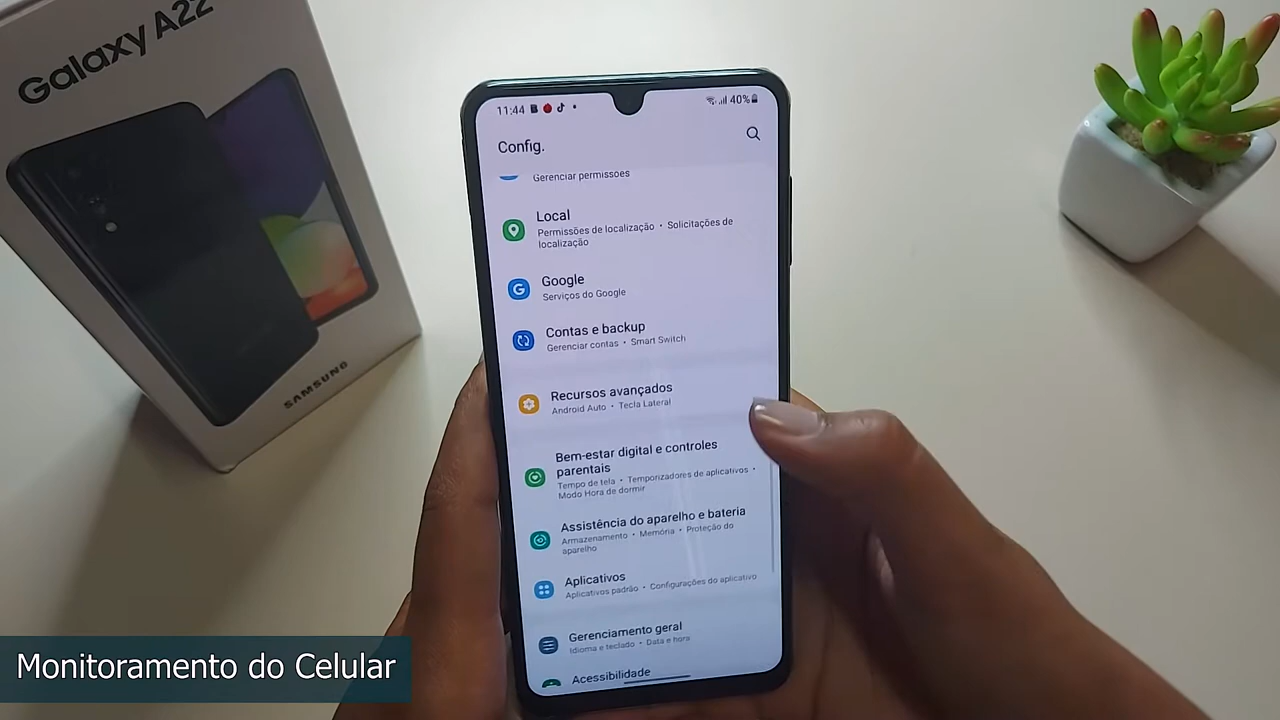 Galaxy A22
SAMSUNG
11:44
40%
Config.
Gerenciar permissões
Local
Permissões de localização • Solicitações de
localização
Google
Serviços do Google
Contas e backup
Gerenciar contas • Smart Switch
Recursos avançados
Android Auto • Tecla Lateral
Bem-estar digital e controles
parentais
Tempo de tela • Temporizadores de aplicativos •
Modo Hora de dormir
Assistência do aparelho e bateria
Armazenamento • Memória • Proteção do
aparelho
Aplicativos
Aplicativos padrão • Configurações do aplicativo
Gerenciamento geral
Idioma e teclado • Data e hora
Acessibilidade
Monitoramento do Celular